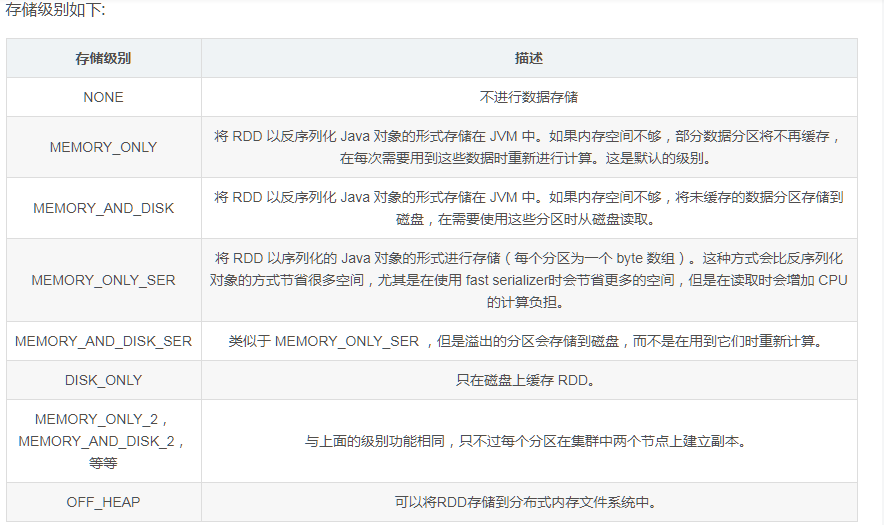 存储级别如下:
存储级别
描述
NONE
不进行数据存储
MEMORY_ONLY
将 RDD 以反序列化 Java 对象的形式存储在 JVM 中。如果内存空间不够，部分数据分区将不再缓存，
在每次需要用到这些数据时重新进行计算。这是默认的级别。
MEMORY_AND_DISK
将 RDD 以反序列化 Java 对象的形式存储在 JVM 中。如果内存空间不够，将未缓存的数据分区存储到
磁盘，在需要使用这些分区时从磁盘读取。
MEMORY_ONLY_SER
将 RDD 以序列化的 Java 对象的形式进行存储（每个分区为一个 byte 数组）。这种方式会比反序列化
对象的方式节省很多空间，尤其是在使用 fast serializer时会节省更多的空间，但是在读取时会增加 CPU
的计算负担。
MEMORY_AND_DISK_SER
类似于 MEMORY_ONLY_SER ，但是溢出的分区会存储到磁盘，而不是在用到它们时重新计算。
DISK_ONLY
只在磁盘上缓存 RDD。
MEMORY_ONLY_2，
MEMORY_AND_DISK_2，
等等
与上面的级别功能相同，只不过每个分区在集群中两个节点上建立副本。
OFF_HEAP
可以将RDD存储到分布式内存文件系统中。